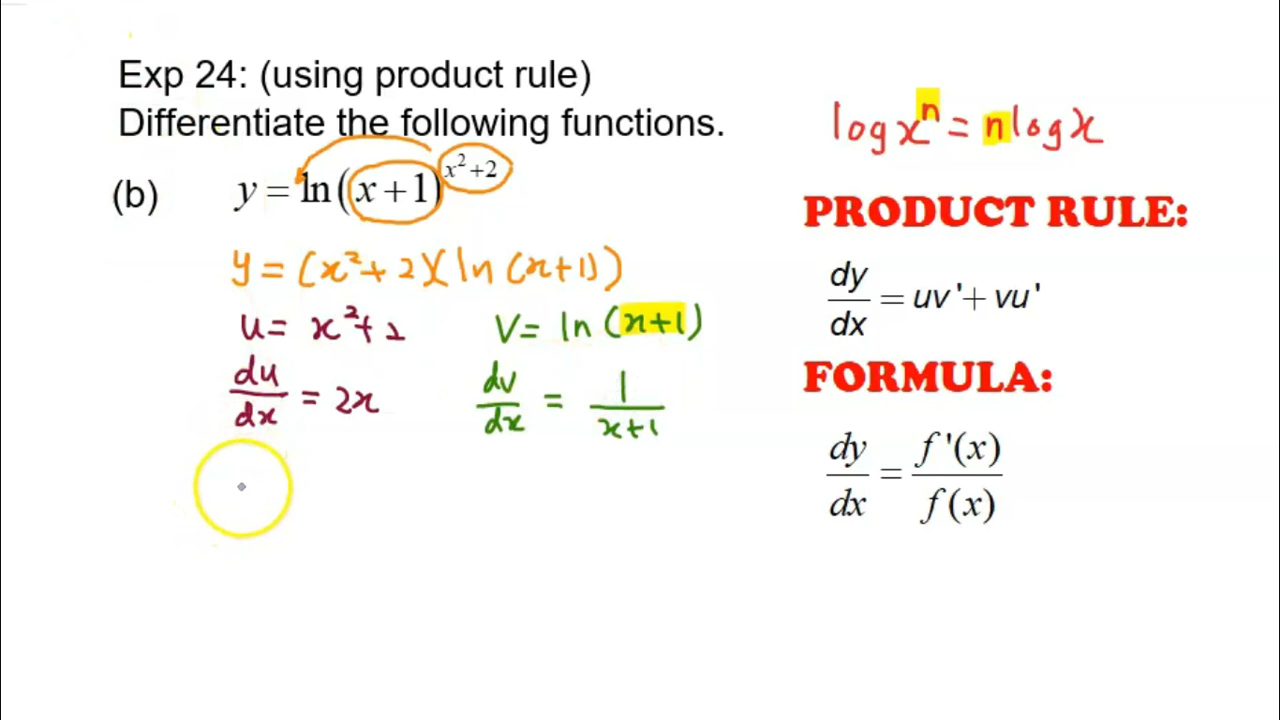 Exp 24: (using product rule)
Differentiate the following functions.
(b) y = ln(x+1)^(x²+2)
y = (x²+2)(ln(x+1))
u = x²+2
du/dx = 2x
v = ln(x+1)
dv/dx = 1/(x+1)
log xⁿ = n log x
PRODUCT RULE:
dy/dx = uv'+ vu'
FORMULA:
dy/dx = f'(x)/f(x)